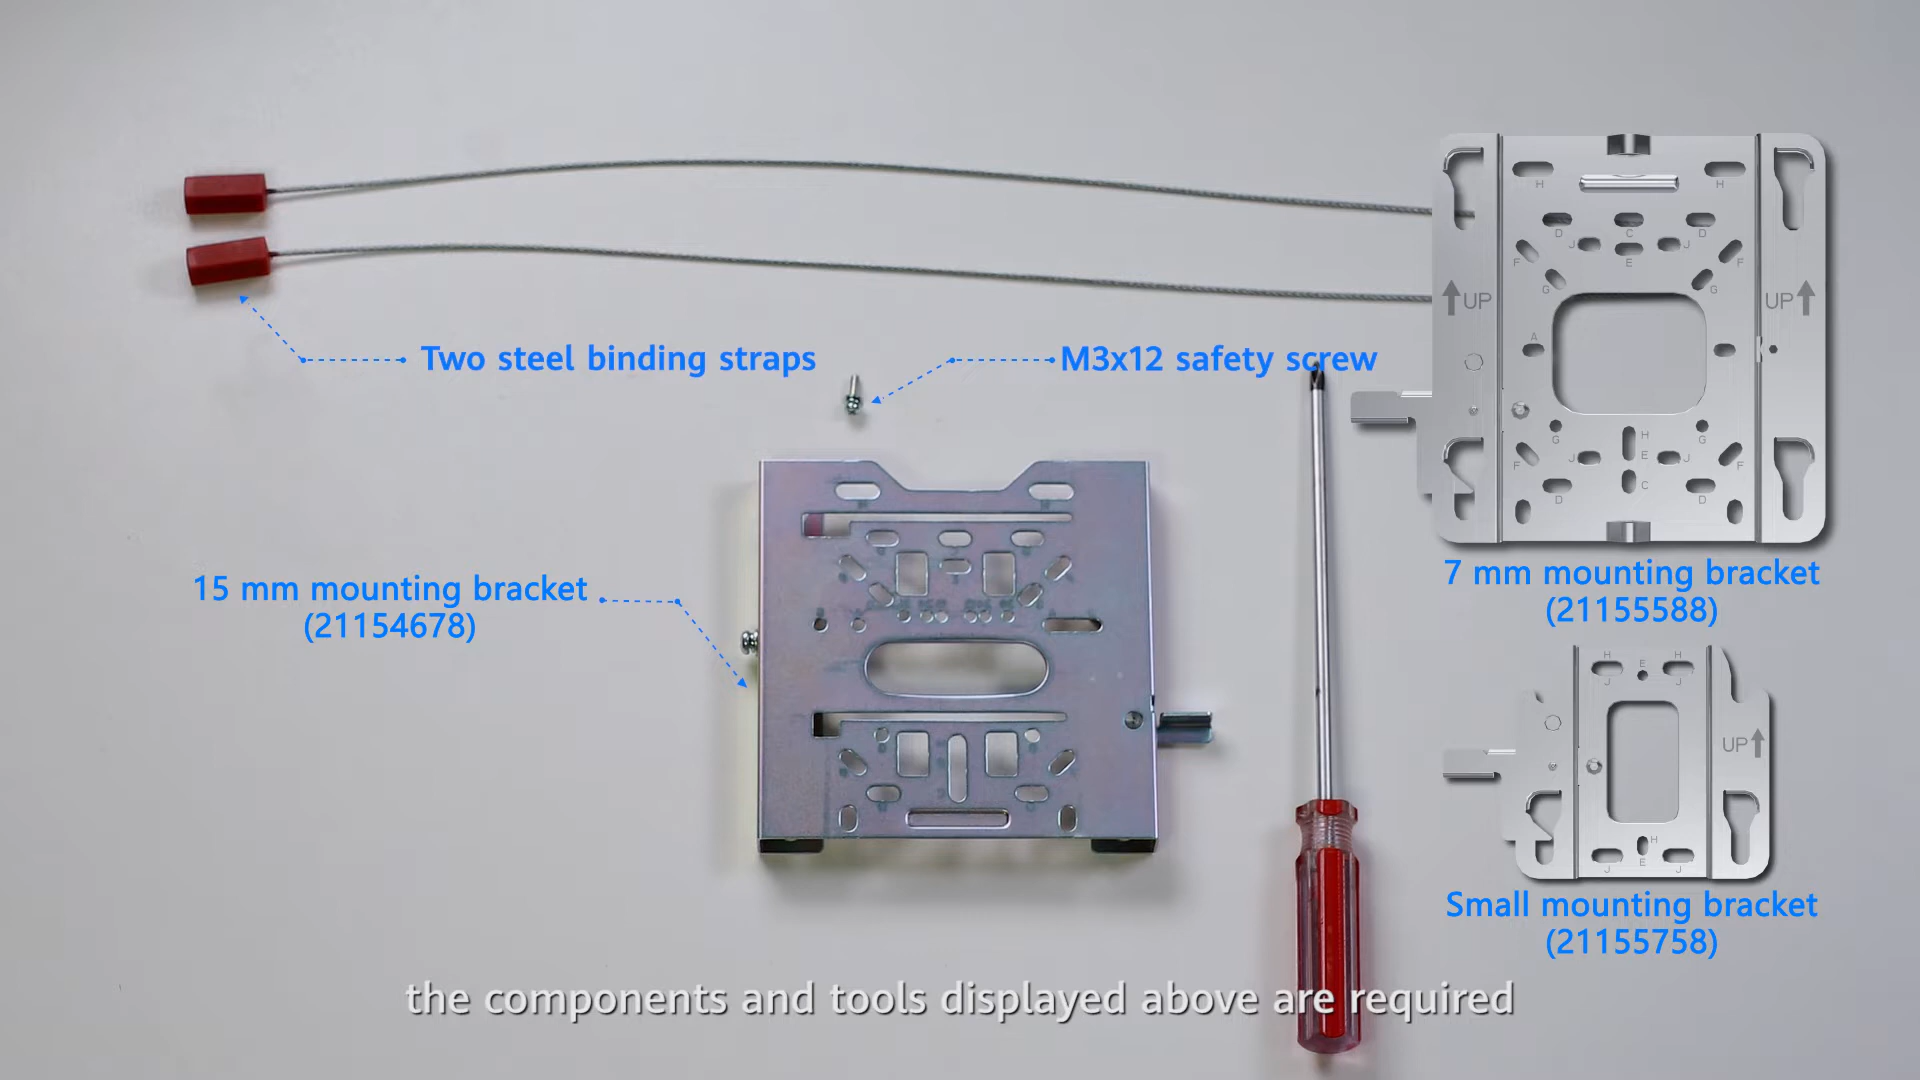 Two steel binding straps
M3x12 safety screw
15 mm mounting bracket
(21154678)
H H
D C D
J J
E
F F
G G
UP UP
A
G G
H
E
J J
F F
C
D D
7 mm mounting bracket
(21155588)
H E H
J J
UP
H
E
J J
Small mounting bracket
(21155758)
the components and tools displayed above are required